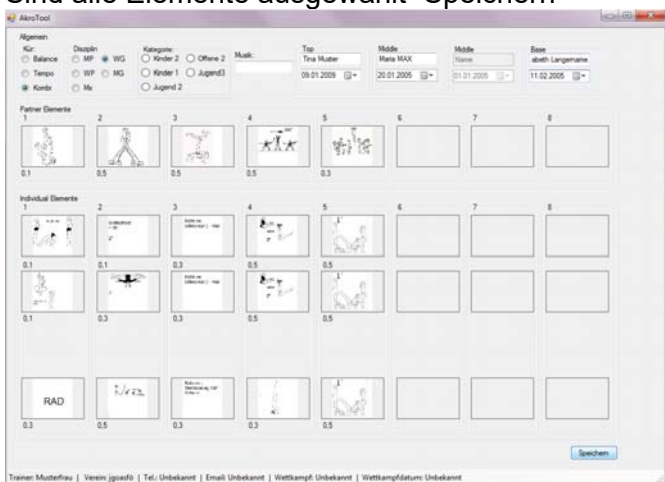 Sind alle Elemente ausgewählt Speichern
AkroTool
Allgemein
Kür: Disziplin Kategorie: Musik: Top Middle Middle Base
Balance MP WG Kinder 2 Offene 2 Tina Muster Maria MAX Name abeth Langername
Tempo WP MG Kinder 1 Jugend3 09.01.2009 20.01.2005 01.01.2005 11.02.2005
Kombi Mx Jugend 2
Partner Elemente
1 2 3 4 5 6 7 8
0,1 0,5 0,5 0,5 0,3
Individual Elemente
1 2 3 4 5 6 7 8
0,1 0,1 0,3 0,5 0,5
0,1 0,3 0,3 0,5 0,5
RAD
0,3 0,5 0,3 0,3 0,5
Speichern
Trainer: Musterfrau | Verein: jgoasfö | Tel.: Unbekannt | Email: Unbekannt | Wettkampf: Unbekannt | Wettkampfdatum: Unbekannt